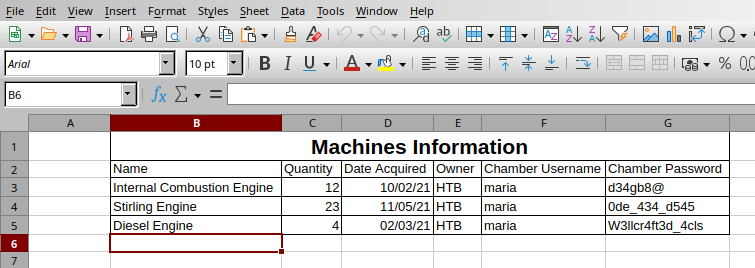 File Edit View Insert Format Styles Sheet Data Tools Window Help
Arial 10 pt B I U A
B6 fx Σ =
A B C D E F G
1 Machines Information
2 Name Quantity Date Acquired Owner Chamber Username Chamber Password
3 Internal Combustion Engine 12 10/02/21 HTB maria d34gb8@
4 Stirling Engine 23 11/05/21 HTB maria 0de_434_d545
5 Diesel Engine 4 02/03/21 HTB maria W3llcr4ft3d_4cls
6
7